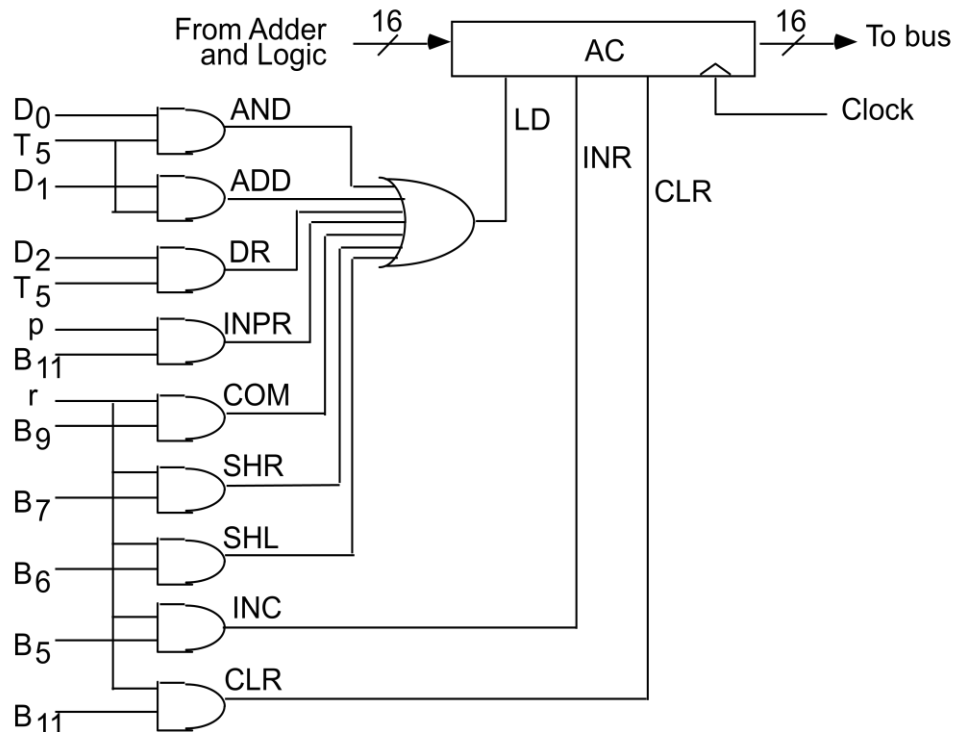 From Adder
and Logic
16
AC
16
To bus
Clock
LD
INR
CLR
D0
T5
AND
D1
ADD
D2
T5
DR
p
B11
INPR
r
B9
COM
B7
SHR
B6
SHL
B5
INC
B11
CLR